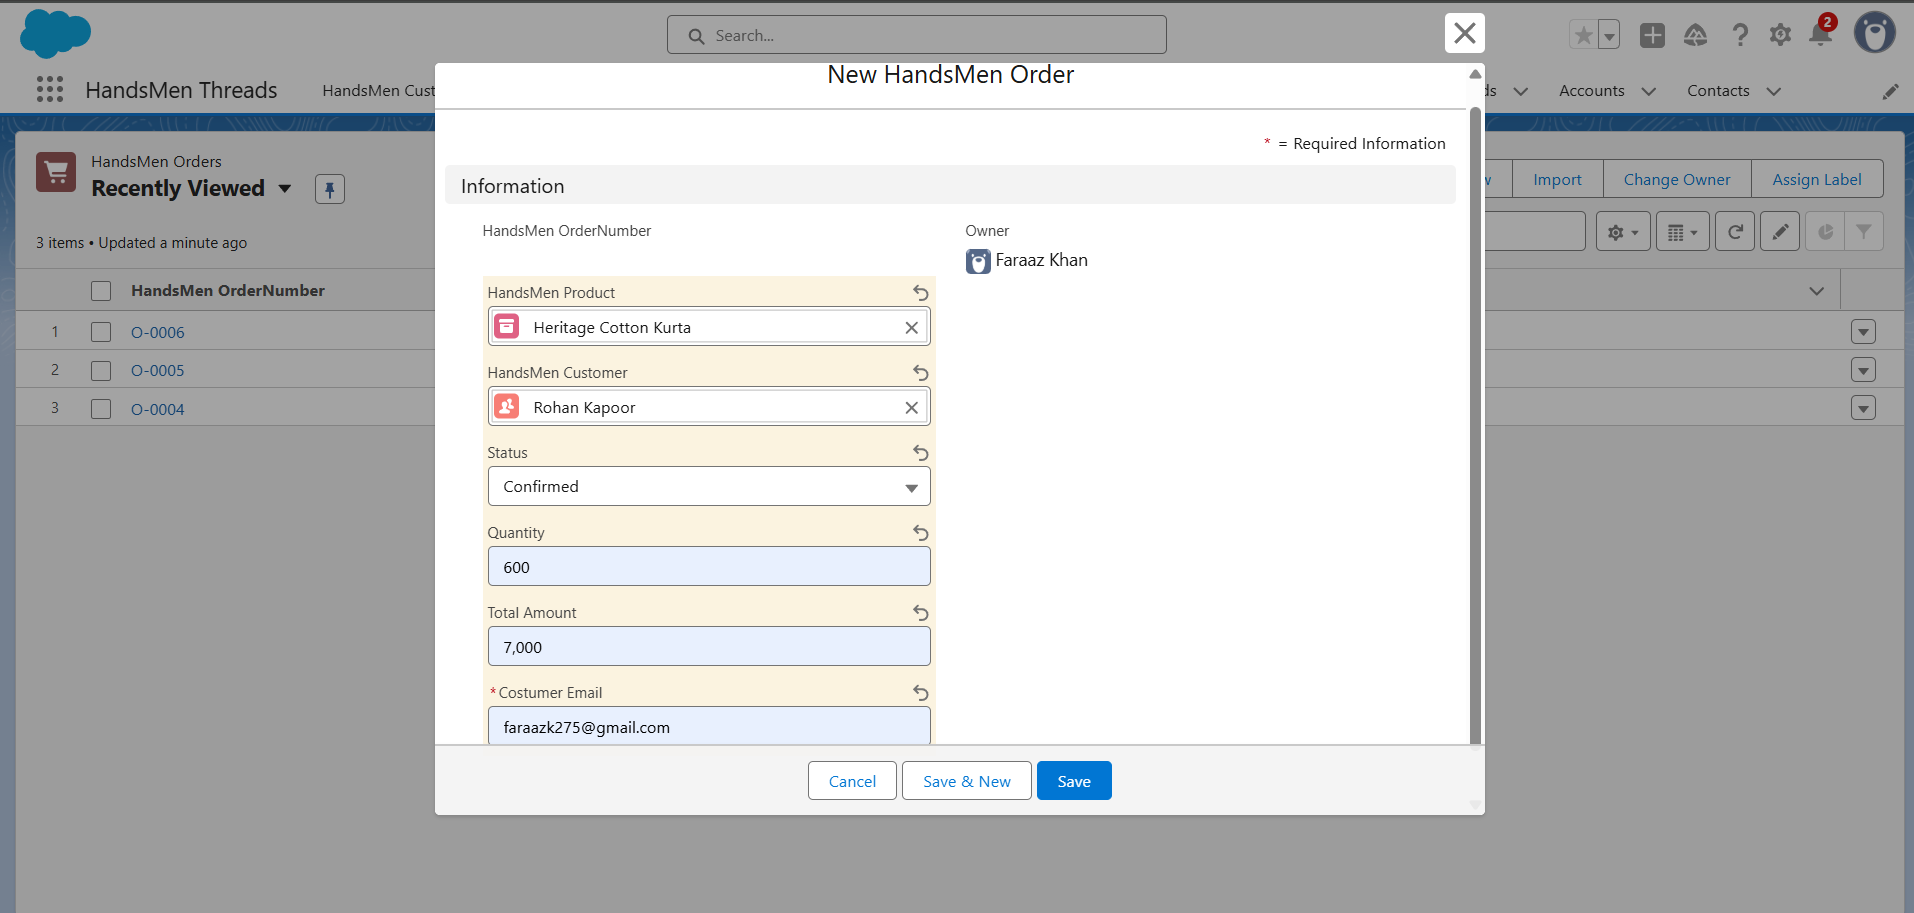 Search...
2
HandsMen Threads
HandsMen Cust
New HandsMen Order
Accounts
Contacts
* = Required Information
HandsMen Orders
Recently Viewed
Import
Change Owner
Assign Label
Information
3 items • Updated a minute ago
HandsMen OrderNumber
Owner
Faraaz Khan
HandsMen OrderNumber
1
O-0006
2
O-0005
3
O-0004
HandsMen Product
Heritage Cotton Kurta
HandsMen Customer
Rohan Kapoor
Status
Confirmed
Quantity
600
Total Amount
7,000
*Costumer Email
faraazk275@gmail.com
Cancel
Save & New
Save